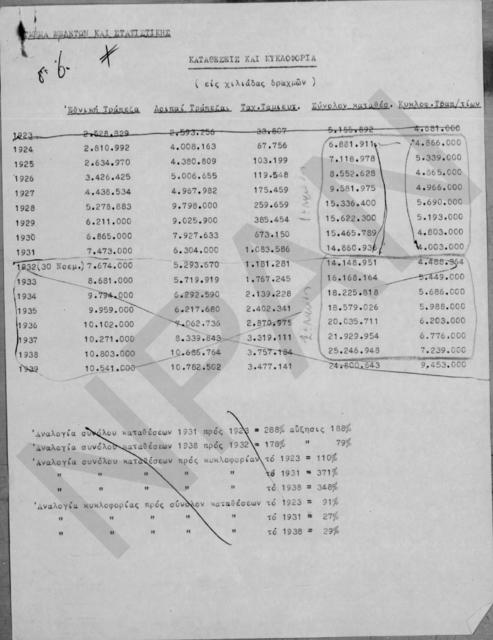 ΚΑΙ ΣΤΑΤΙΣΤΙΚΗΣ
6.
ΚΑΤΑΘΕΣΕΙΣ ΚΑΙ ΚΥΚΛΟΦΟΡΙΑ
( εἰς χιλιάδας δραχμῶν )
Ἐθνική Τράπεζα Λοιπαί Τράπεζαι Ταχ.Ταμιευτ. Σύνολον καταθέσ. Κυκλοφ.Τραπ/τίων
1923 2.528.829 2.593.256 33.807 5.155.892 4.681.000
1924 2.810.992 4.008.163 67.756 6.881.911 4.866.000
1925 2.634.970 4.380.809 103.199 7.118.978 5.339.000
1926 3.426.425 5.006.655 119.548 8.552.628 4.865.000
1927 4.438.534 4.967.982 175.459 9.581.975 4.966.000
1928 5.278.883 9.798.000 259.659 15.336.400 5.690.000
1929 6.211.000 9.025.900 385.454 15.622.300 5.193.000
1930 6.865.000 7.927.633 673.150 15.465.789 4.803.000
1931 7.473.000 6.304.000 1.083.586 14.860.936 4.003.000
1932(30 Νοεμ.) 7.674.000 5.293.670 1.181.281 14.148.951 4.488.364
1933 8.681.000 5.719.919 1.767.245 16.168.164 5.449.000
1934 9.794.000 6.292.590 2.139.228 18.225.818 5.686.000
1935 9.959.000 6.217.680 2.402.341 18.579.026 5.988.000
1936 10.102.000 7.062.736 2.870.975 20.035.711 6.203.000
1937 10.271.000 8.339.843 3.319.111 21.929.954 6.776.000
1938 10.803.000 10.685.764 3.757.184 25.246.948 7.239.000
1939 10.541.000 10.782.502 3.477.141 24.800.643 9.453.000
Ἀναλογία συνόλου καταθέσεων 1931 πρός 1923 = 288% αὔξησις 188%
Ἀναλογία συνόλου καταθέσεων 1938 πρός 1932 = 178% " 79%
Ἀναλογία συνόλου καταθέσεων πρός κυκλοφορίαν τό 1923 = 110%
" " " " " τό 1931 = 371%
" " " " " τό 1938 = 348%
Ἀναλογία κυκλοφορίας πρός σύνολον καταθέσεων τό 1923 = 91%
" " " " " τό 1931 = 27%
" " " " " τό 1938 = 29%
NPAN